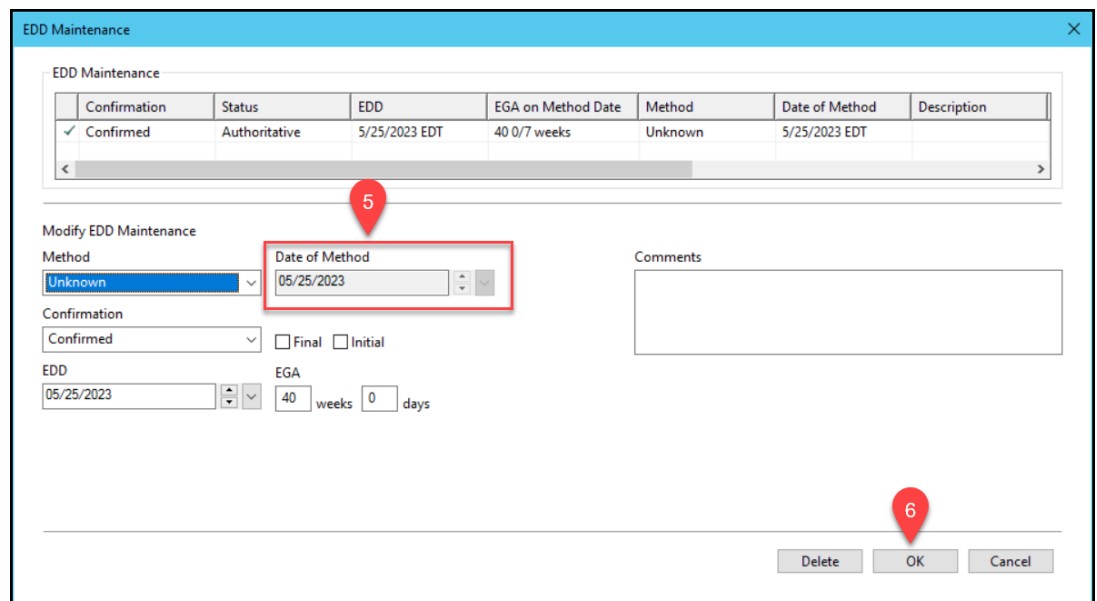 EDD Maintenance
EDD Maintenance
Confirmation Status EDD EGA on Method Date Method Date of Method Description
Confirmed Authoritative 5/25/2023 EDT 40 0/7 weeks Unknown 5/25/2023 EDT
5
Modify EDD Maintenance
Method Date of Method Comments
Unknown 05/25/2023
Confirmation
Confirmed Final Initial
EDD EGA
05/25/2023 40 weeks 0 days
6
Delete OK Cancel